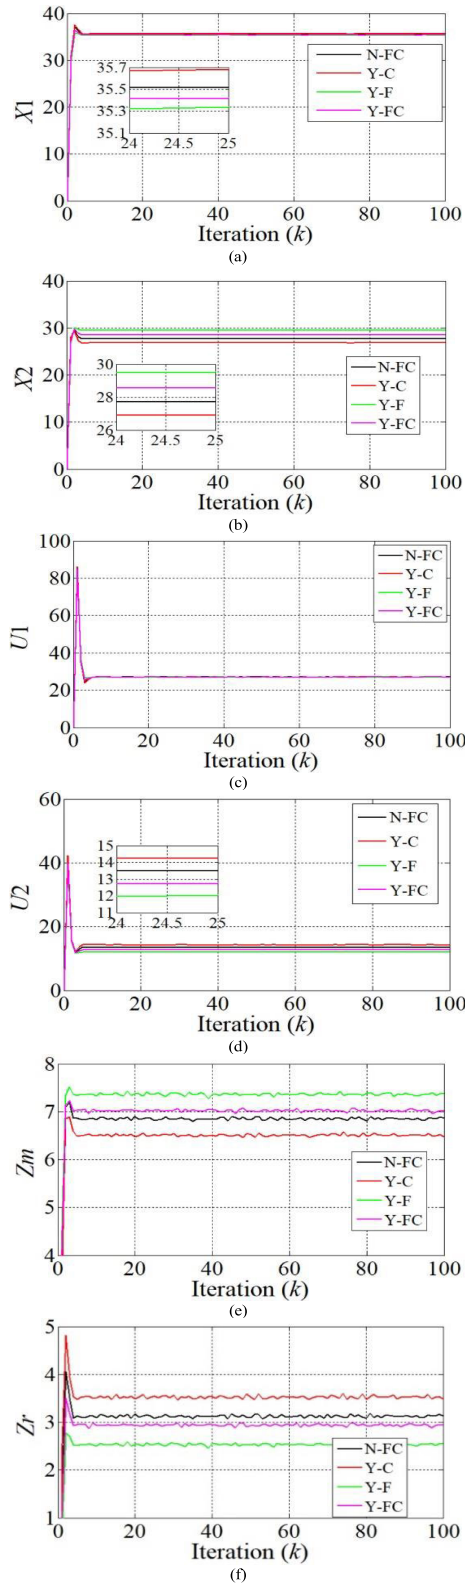 X1
40
30
20
10
0
35.7
35.5
35.3
35.1
24
24.5
25
N-FC
Y-C
Y-F
Y-FC
0
20
40
60
80
100
Iteration (k)
(a)
X2
40
30
20
10
0
30
28
26
24
24.5
25
N-FC
Y-C
Y-F
Y-FC
0
20
40
60
80
100
Iteration (k)
(b)
U1
100
80
60
40
20
0
N-FC
Y-C
Y-F
Y-FC
0
20
40
60
80
100
Iteration (k)
(c)
U2
60
40
20
0
15
14
13
12
11
24
24.5
25
N-FC
Y-C
Y-F
Y-FC
0
20
40
60
80
100
Iteration (k)
(d)
Zm
8
7
6
5
4
N-FC
Y-C
Y-F
Y-FC
0
20
40
60
80
100
Iteration (k)
(e)
Zr
5
4
3
2
1
N-FC
Y-C
Y-F
Y-FC
0
20
40
60
80
100
Iteration (k)
(f)